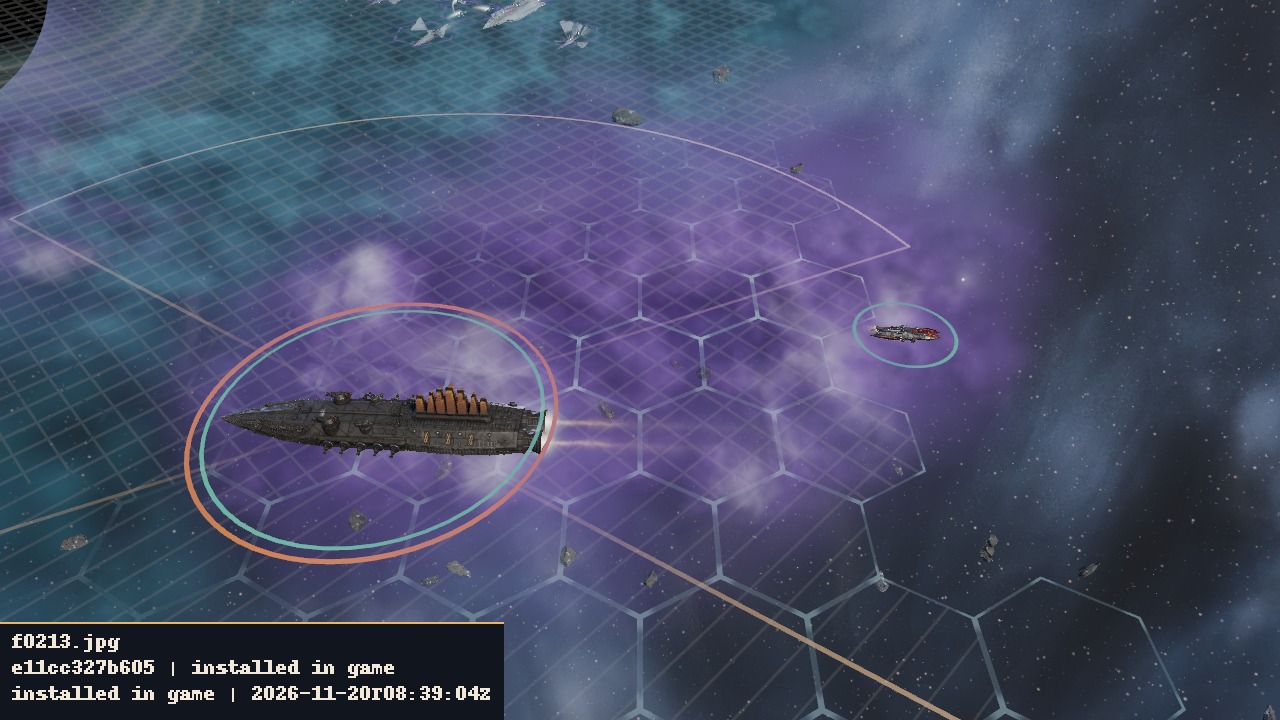 f0213.jpg
e11cc327b605 | installed in game
installed in game | 2026-11-20T08:39:04Z